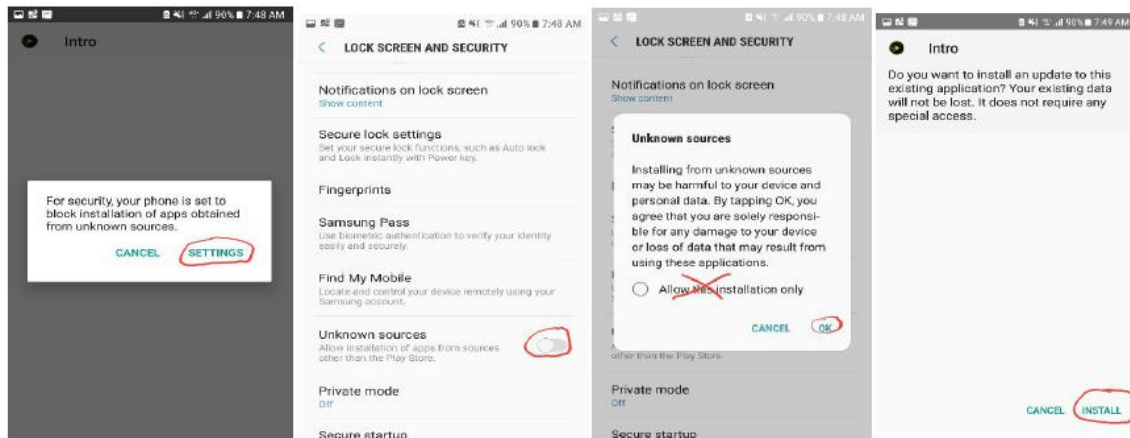 90% 7:48 AM
Intro
For security, your phone is set to
block installation of apps obtained
from unknown sources.
CANCEL SETTINGS
90% 7:48 AM
LOCK SCREEN AND SECURITY
Notifications on lock screen
Show content
Secure lock settings
Set your secure lock functions, such as Auto lock
and Lock instantly with Power key.
Fingerprints
Samsung Pass
Use biometric authentication to verify your identity
easily and securely.
Find My Mobile
Locate and control your device remotely using your
Samsung account.
Unknown sources
Allow installation of apps from sources
other than the Play Store.
Private mode
Off
Secure startup
90% 7:48 AM
LOCK SCREEN AND SECURITY
Notifications on lock screen
Show content
Unknown sources
Installing from unknown sources
may be harmful to your device and
personal data. By tapping OK, you
agree that you are solely responsi-
ble for any damage to your device
or loss of data that may result from
using these applications.
Allow this installation only
CANCEL OK
other than the Play Store.
Private mode
Off
Secure startup
90% 7:49 AM
Intro
Do you want to install an update to this
existing application? Your existing data
will not be lost. It does not require any
special access.
CANCEL INSTALL